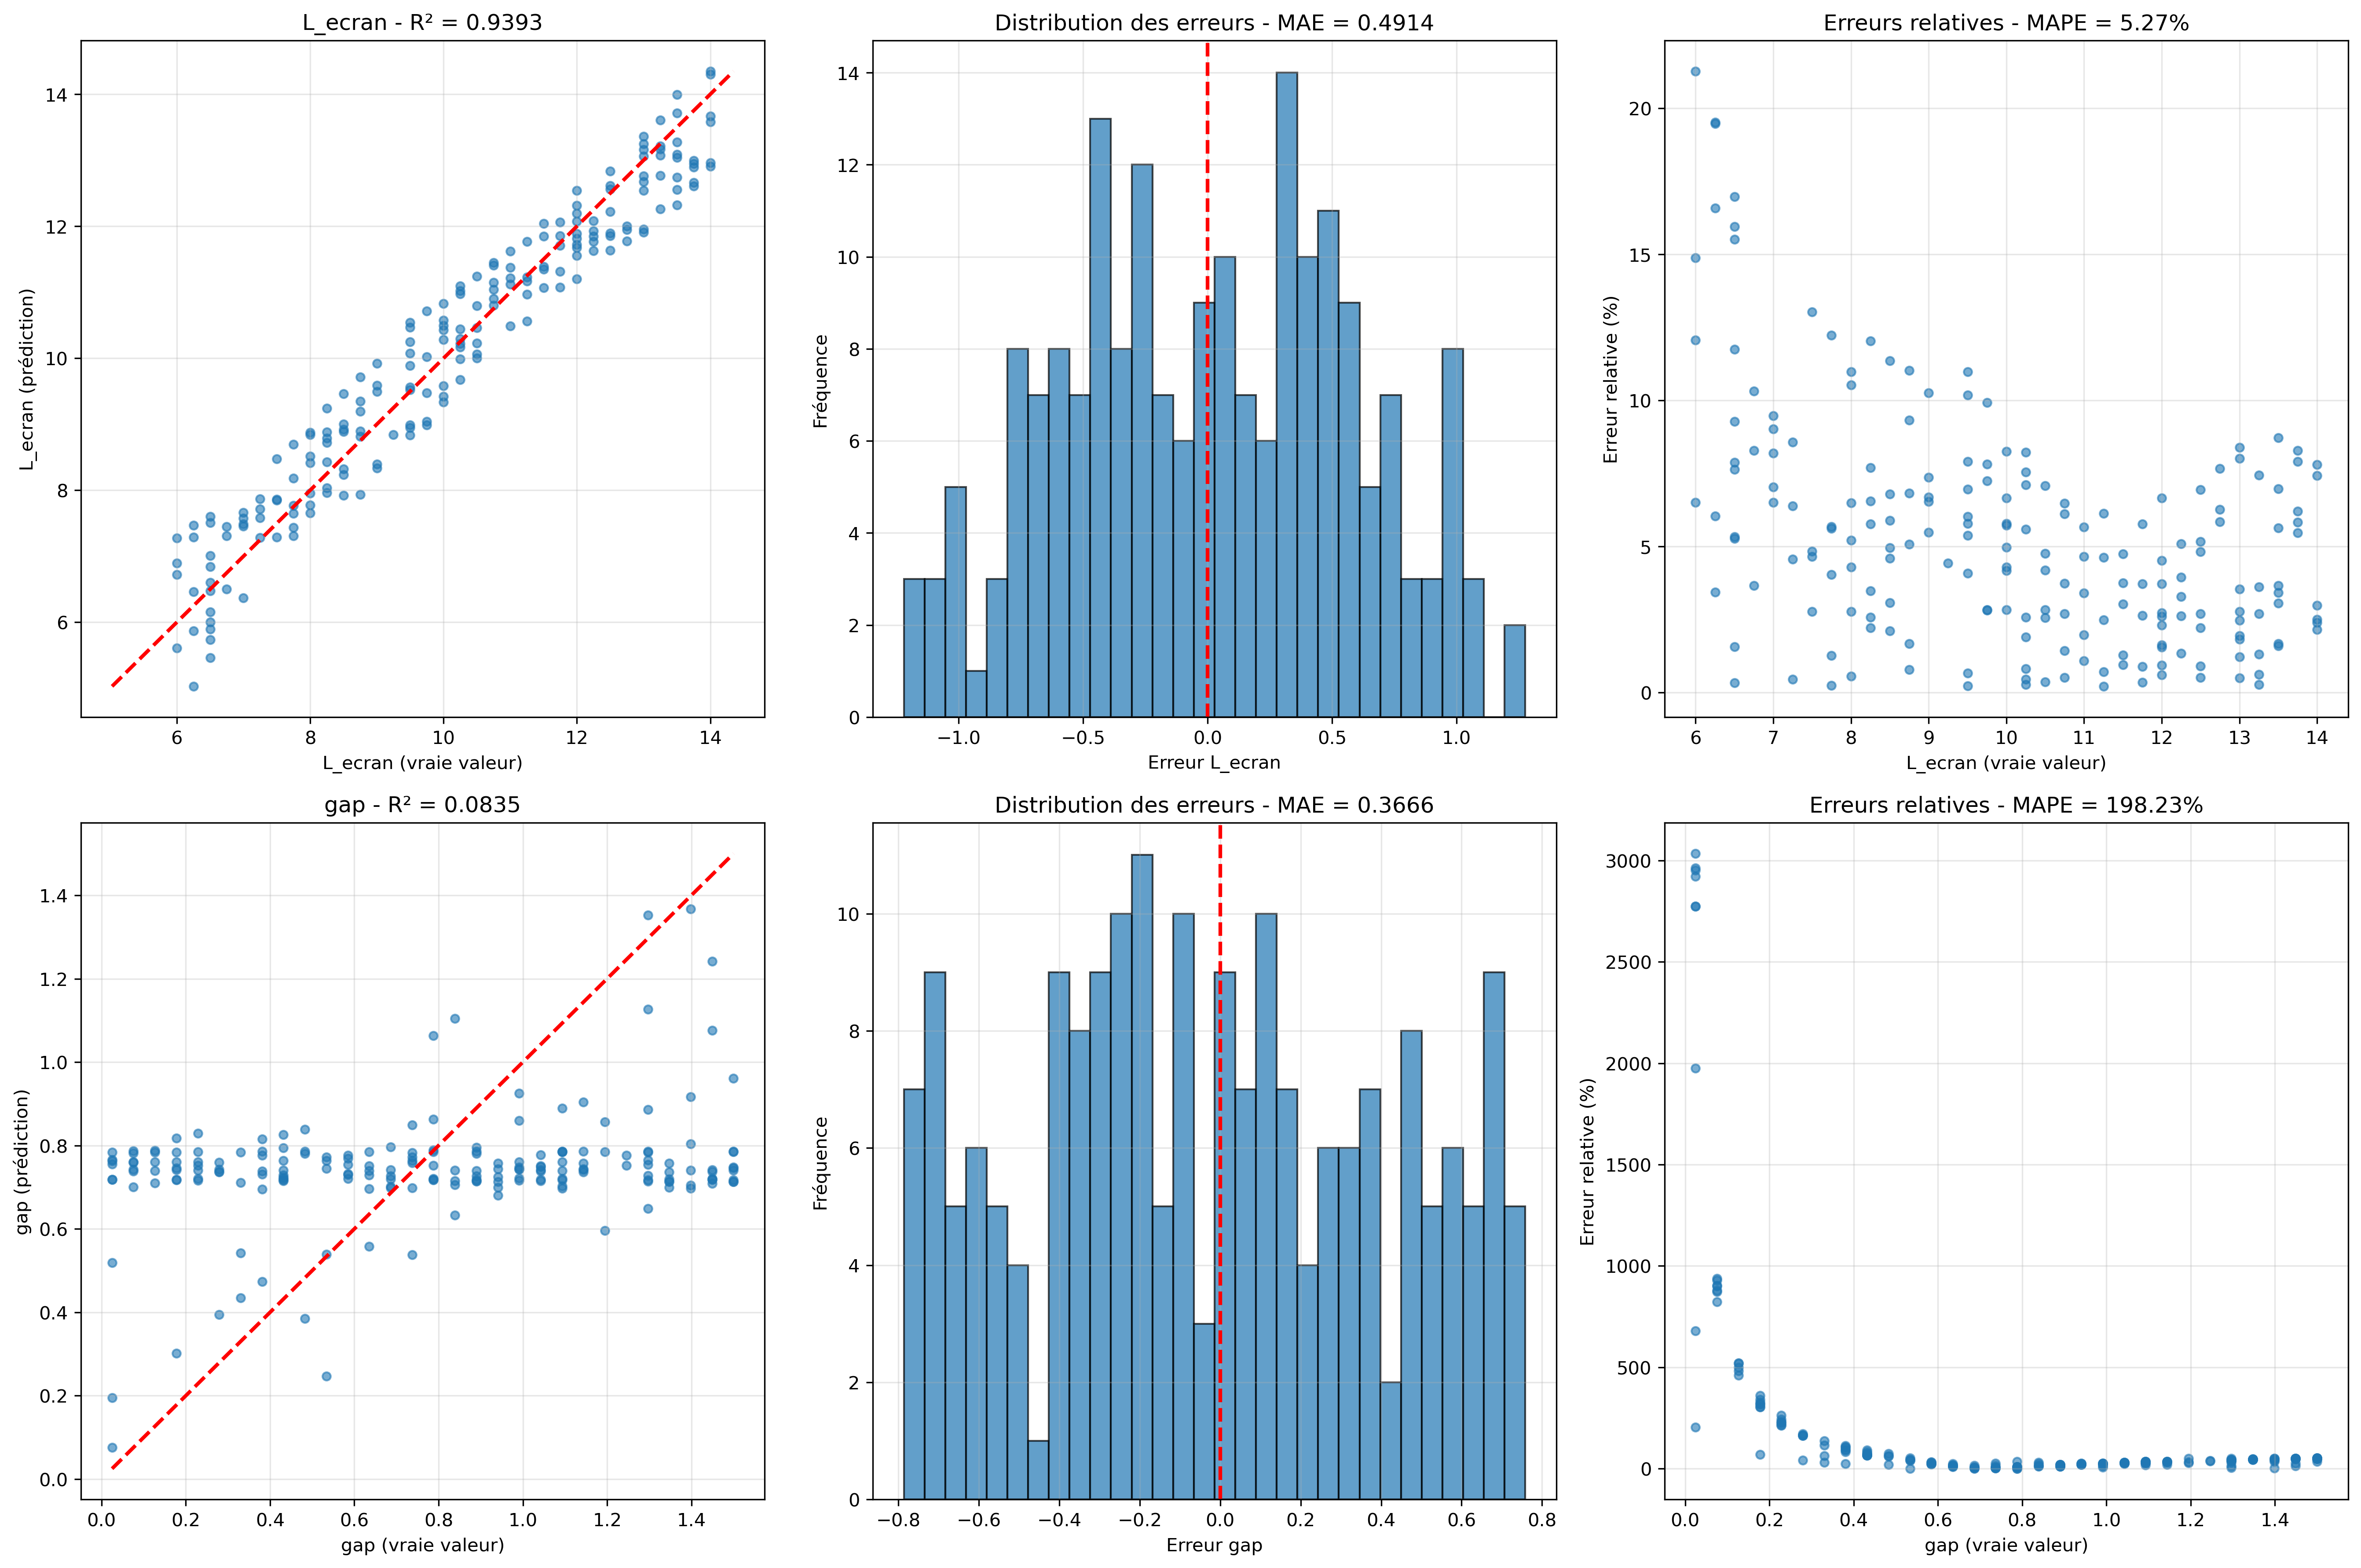 L_ecran - R² = 0.9393
14
12
10
8
6
L_ecran (prédiction)
6 8 10 12 14
L_ecran (vraie valeur)
Distribution des erreurs - MAE = 0.4914
14
12
10
8
6
4
2
0
Fréquence
−1.0 −0.5 0.0 0.5 1.0
Erreur L_ecran
Erreurs relatives - MAPE = 5.27%
20
15
10
5
0
Erreur relative (%)
6 7 8 9 10 11 12 13 14
L_ecran (vraie valeur)
gap - R² = 0.0835
1.4
1.2
1.0
0.8
0.6
0.4
0.2
0.0
gap (prédiction)
0.0 0.2 0.4 0.6 0.8 1.0 1.2 1.4
gap (vraie valeur)
Distribution des erreurs - MAE = 0.3666
10
8
6
4
2
0
Fréquence
−0.8 −0.6 −0.4 −0.2 0.0 0.2 0.4 0.6 0.8
Erreur gap
Erreurs relatives - MAPE = 198.23%
3000
2500
2000
1500
1000
500
0
Erreur relative (%)
0.0 0.2 0.4 0.6 0.8 1.0 1.2 1.4
gap (vraie valeur)